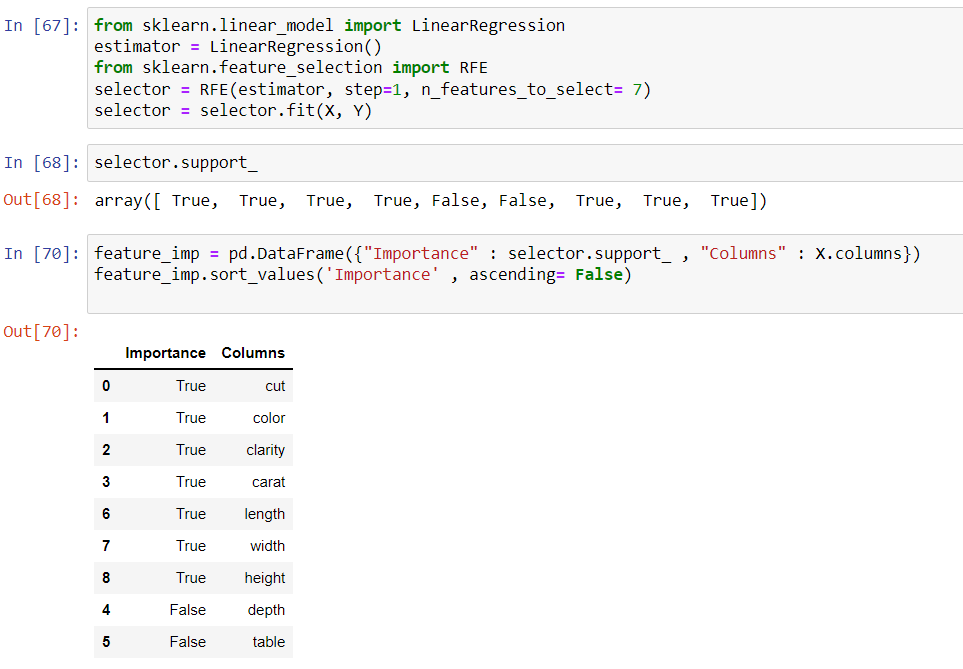 In [67]: from sklearn.linear_model import LinearRegression
estimator = LinearRegression()
from sklearn.feature_selection import RFE
selector = RFE(estimator, step=1, n_features_to_select= 7)
selector = selector.fit(X, Y)
In [68]: selector.support_
Out[68]: array([ True,  True,  True,  True, False, False,  True,  True,  True])
In [70]: feature_imp = pd.DataFrame({"Importance" : selector.support_ , "Columns" : X.columns})
feature_imp.sort_values('Importance' , ascending= False)
Out[70]:
Importance Columns
0 True cut
1 True color
2 True clarity
3 True carat
6 True length
7 True width
8 True height
4 False depth
5 False table